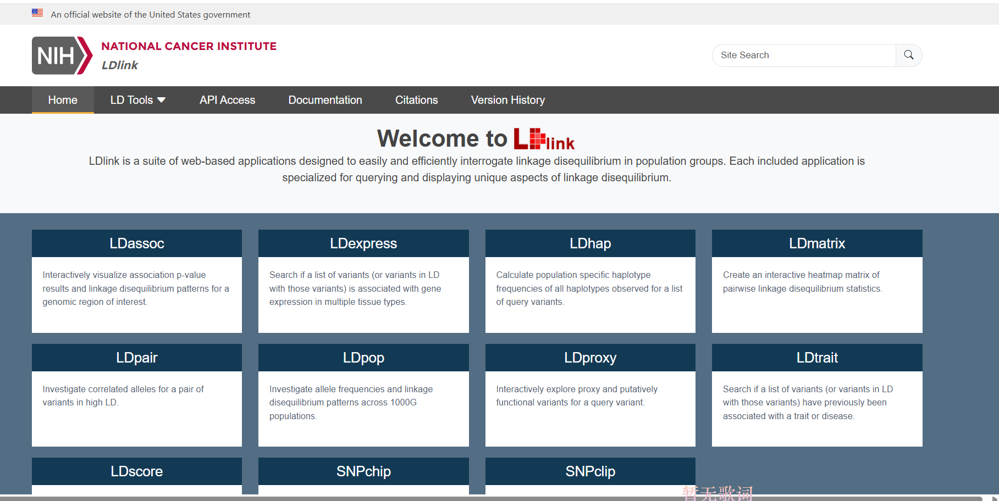 An official website of the United States government
NIH
NATIONAL CANCER INSTITUTE
LDlink
Site Search
Home
LD Tools
API Access
Documentation
Citations
Version History
Welcome to LDlink
LDlink is a suite of web-based applications designed to easily and efficiently interrogate linkage disequilibrium in population groups. Each included application is
specialized for querying and displaying unique aspects of linkage disequilibrium.
LDassoc
Interactively visualize association p-value
results and linkage disequilibrium patterns for a
genomic region of interest.
LDexpress
Search if a list of variants (or variants in LD
with those variants) is associated with gene
expression in multiple tissue types.
LDhap
Calculate population specific haplotype
frequencies of all haplotypes observed for a list
of query variants.
LDmatrix
Create an interactive heatmap matrix of
pairwise linkage disequilibrium statistics.
LDpair
Investigate correlated alleles for a pair of
variants in high LD.
LDpop
Investigate allele frequencies and linkage
disequilibrium patterns across 1000G
populations.
LDproxy
Interactively explore proxy and putatively
functional variants for a query variant.
LDtrait
Search if a list of variants (or variants in LD
with those variants) have previously been
associated with a trait or disease.
LDscore
SNPchip
SNPclip
暂无歌词